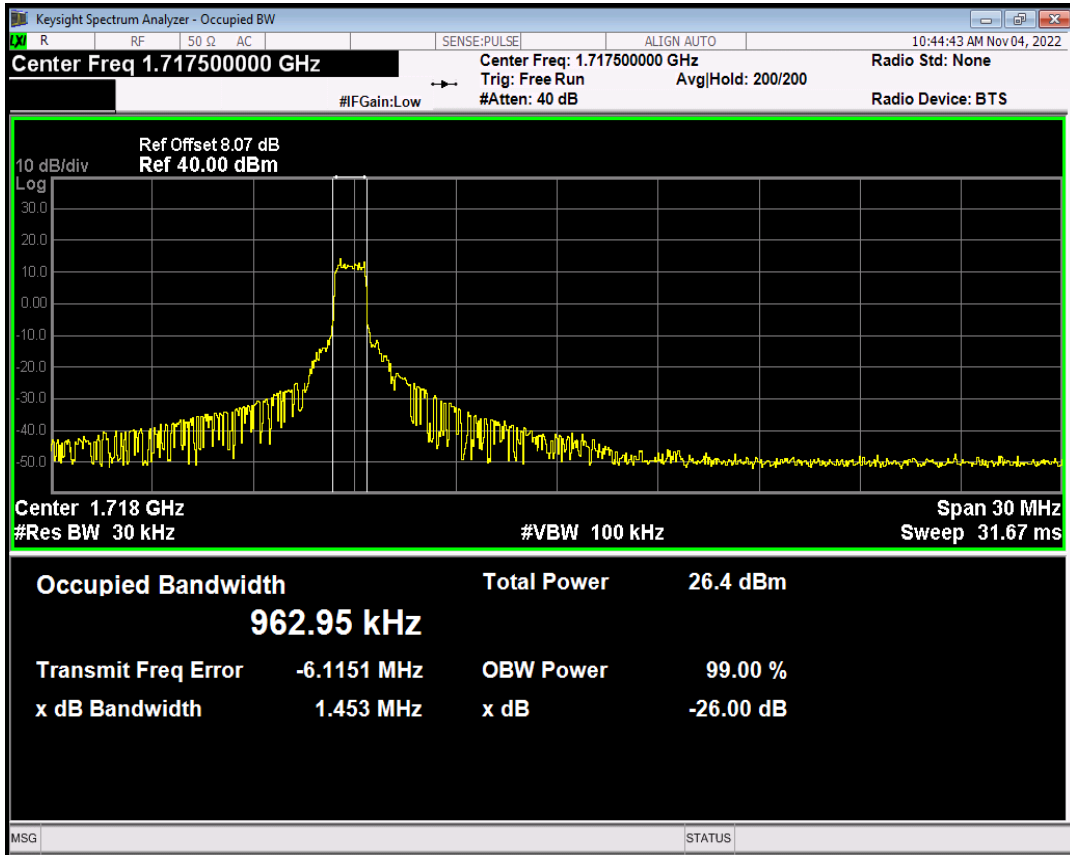 Keysight Spectrum Analyzer - Occupied BW
LXI R RF 50 Ω AC SENSE:PULSE ALIGN AUTO 10:44:43 AM Nov 04, 2022
Center Freq 1.717500000 GHz
Center Freq: 1.717500000 GHz
Radio Std: None
Trig: Free Run Avg|Hold: 200/200
#IFGain:Low #Atten: 40 dB Radio Device: BTS
Ref Offset 8.07 dB
10 dB/div Ref 40.00 dBm
Log
30.0
20.0
10.0
0.00
-10.0
-20.0
-30.0
-40.0
-50.0
Center 1.718 GHz Span 30 MHz
#Res BW 30 kHz #VBW 100 kHz Sweep 31.67 ms
Occupied Bandwidth Total Power 26.4 dBm
962.95 kHz
Transmit Freq Error -6.1151 MHz OBW Power 99.00 %
x dB Bandwidth 1.453 MHz x dB -26.00 dB
MSG STATUS